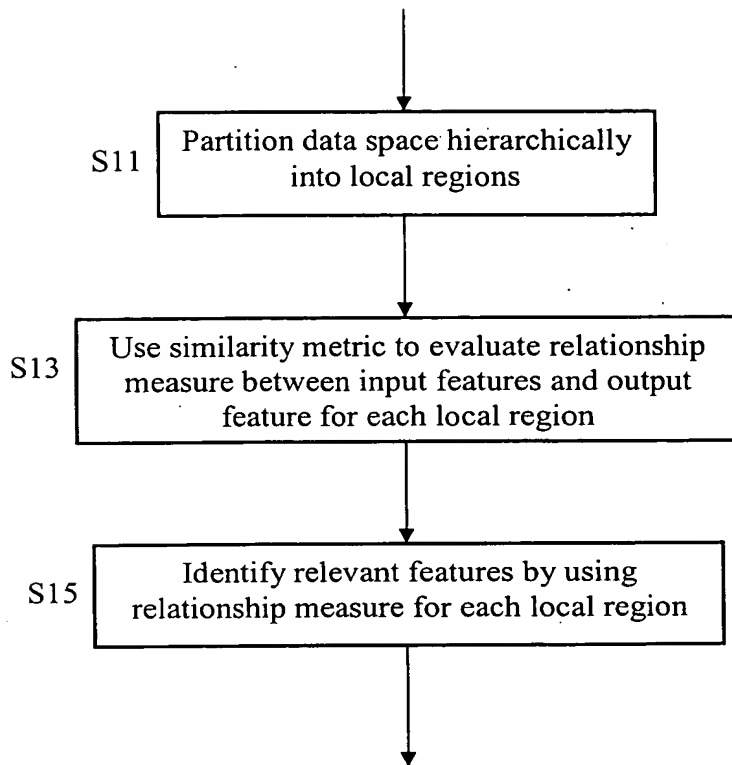 S11
Partition data space hierarchically
into local regions
S13
Use similarity metric to evaluate relationship
measure between input features and output
feature for each local region
S15
Identify relevant features by using
relationship measure for each local region